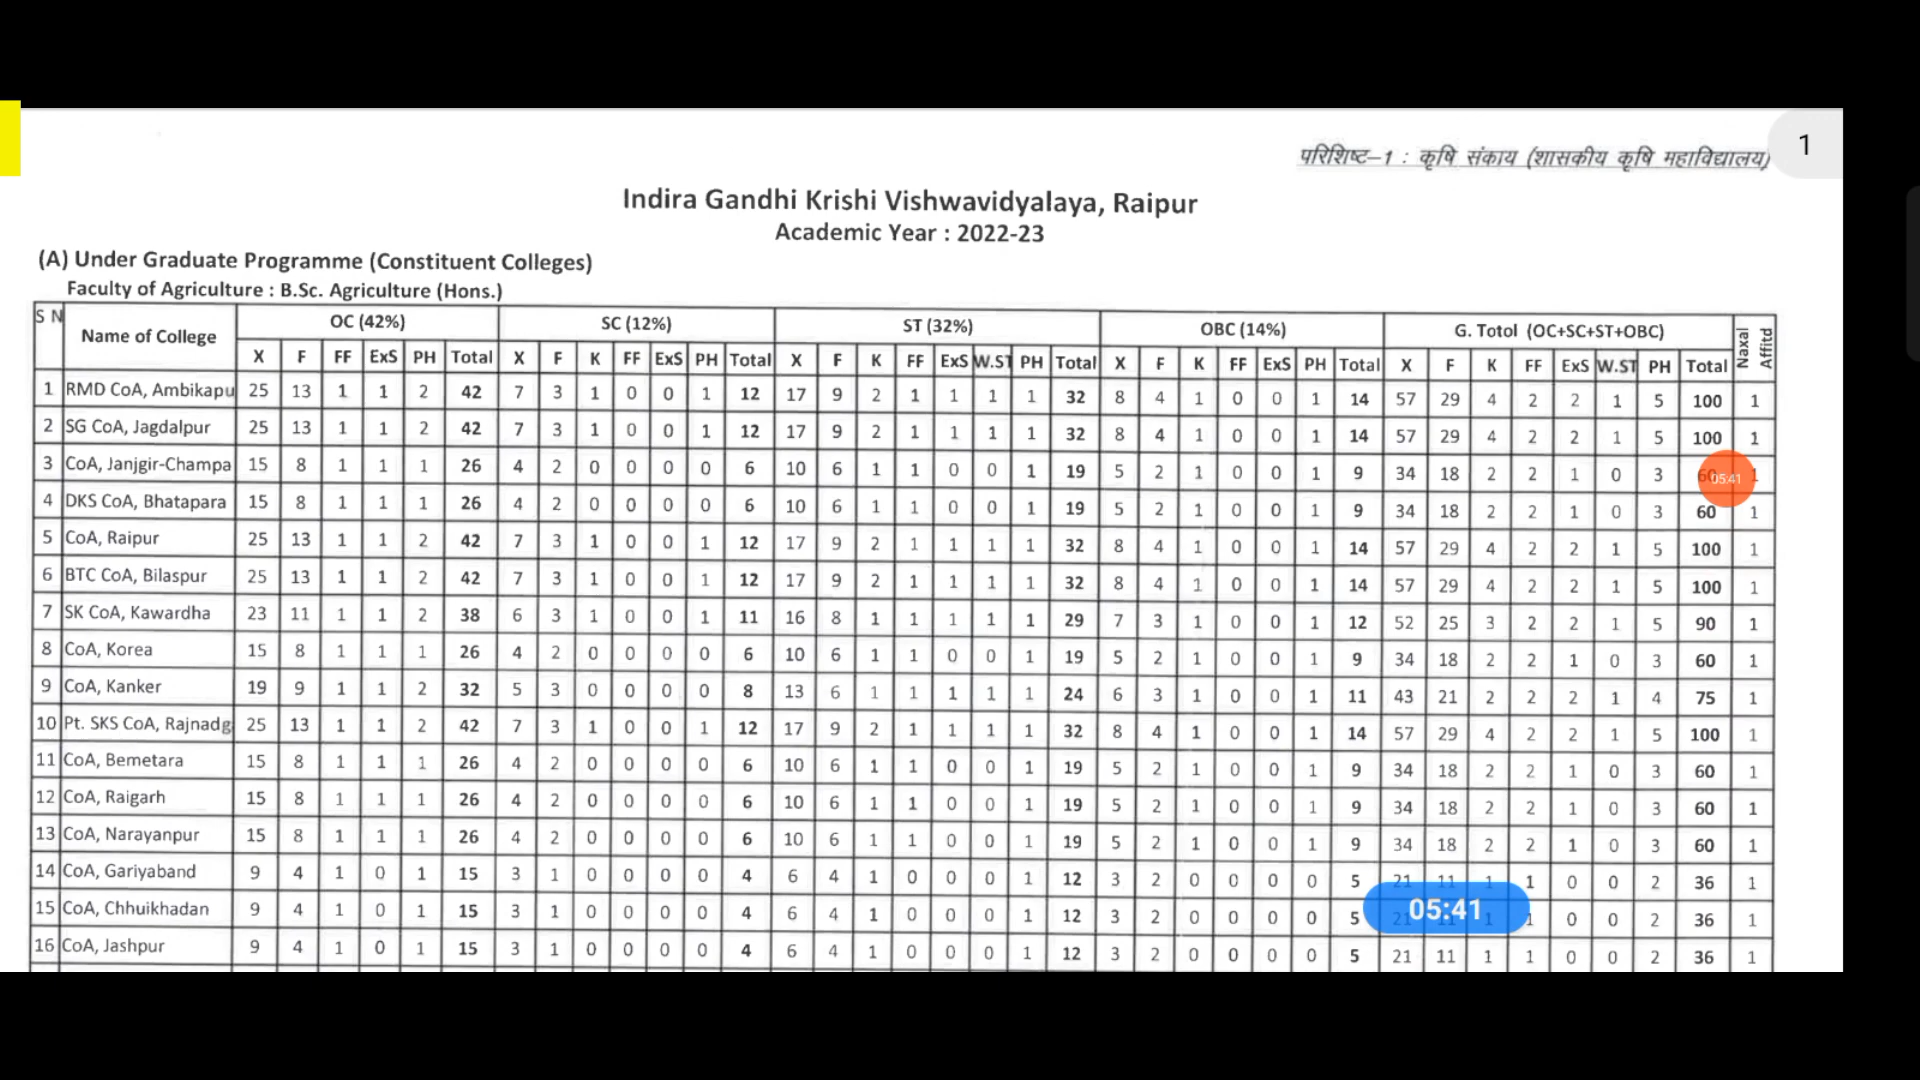 1
परिशिष्ट–1 : कृषि संकाय (शासकीय कृषि महाविद्यालय)
Indira Gandhi Krishi Vishwavidyalaya, Raipur
Academic Year : 2022-23
(A) Under Graduate Programme (Constituent Colleges)
Faculty of Agriculture : B.Sc. Agriculture (Hons.)
S N Name of College OC (42%) SC (12%) ST (32%) OBC (14%) G. Totol (OC+SC+ST+OBC) Naxal Affitd
X F FF ExS PH Total X F K FF ExS PH Total X F K FF ExS W.ST PH Total X F K FF ExS PH Total X F K FF ExS W.ST PH Total
1 RMD CoA, Ambikapu 25 13 1 1 2 42 7 3 1 0 0 1 12 17 9 2 1 1 1 1 32 8 4 1 0 0 1 14 57 29 4 2 2 1 5 100 1
2 SG CoA, Jagdalpur 25 13 1 1 2 42 7 3 1 0 0 1 12 17 9 2 1 1 1 1 32 8 4 1 0 0 1 14 57 29 4 2 2 1 5 100 1
3 CoA, Janjgir-Champa 15 8 1 1 1 26 4 2 0 0 0 0 6 10 6 1 1 0 0 1 19 5 2 1 0 0 1 9 34 18 2 2 1 0 3 60 05:41 1
4 DKS CoA, Bhatapara 15 8 1 1 1 26 4 2 0 0 0 0 6 10 6 1 1 0 0 1 19 5 2 1 0 0 1 9 34 18 2 2 1 0 3 60 1
5 CoA, Raipur 25 13 1 1 2 42 7 3 1 0 0 1 12 17 9 2 1 1 1 1 32 8 4 1 0 0 1 14 57 29 4 2 2 1 5 100 1
6 BTC CoA, Bilaspur 25 13 1 1 2 42 7 3 1 0 0 1 12 17 9 2 1 1 1 1 32 8 4 1 0 0 1 14 57 29 4 2 2 1 5 100 1
7 SK CoA, Kawardha 23 11 1 1 2 38 6 3 1 0 0 1 11 16 8 1 1 1 1 1 29 7 3 1 0 0 1 12 52 25 3 2 2 1 5 90 1
8 CoA, Korea 15 8 1 1 1 26 4 2 0 0 0 0 6 10 6 1 1 0 0 1 19 5 2 1 0 0 1 9 34 18 2 2 1 0 3 60 1
9 CoA, Kanker 19 9 1 1 2 32 5 3 0 0 0 0 8 13 6 1 1 1 1 1 24 6 3 1 0 0 1 11 43 21 2 2 2 1 4 75 1
10 Pt. SKS CoA, Rajnadg 25 13 1 1 2 42 7 3 1 0 0 1 12 17 9 2 1 1 1 1 32 8 4 1 0 0 1 14 57 29 4 2 2 1 5 100 1
11 CoA, Bemetara 15 8 1 1 1 26 4 2 0 0 0 0 6 10 6 1 1 0 0 1 19 5 2 1 0 0 1 9 34 18 2 2 1 0 3 60 1
12 CoA, Raigarh 15 8 1 1 1 26 4 2 0 0 0 0 6 10 6 1 1 0 0 1 19 5 2 1 0 0 1 9 34 18 2 2 1 0 3 60 1
13 CoA, Narayanpur 15 8 1 1 1 26 4 2 0 0 0 0 6 10 6 1 1 0 0 1 19 5 2 1 0 0 1 9 34 18 2 2 1 0 3 60 1
14 CoA, Gariyaband 9 4 1 0 1 15 3 1 0 0 0 0 4 6 4 1 0 0 0 1 12 3 2 0 0 0 0 5 21 11 1 1 0 0 2 36 1
15 CoA, Chhuikhadan 9 4 1 0 1 15 3 1 0 0 0 0 4 6 4 1 0 0 0 1 12 3 2 0 0 0 0 5 05:41 1 0 0 2 36 1
16 CoA, Jashpur 9 4 1 0 1 15 3 1 0 0 0 0 4 6 4 1 0 0 0 1 12 3 2 0 0 0 0 5 21 11 1 1 0 0 2 36 1